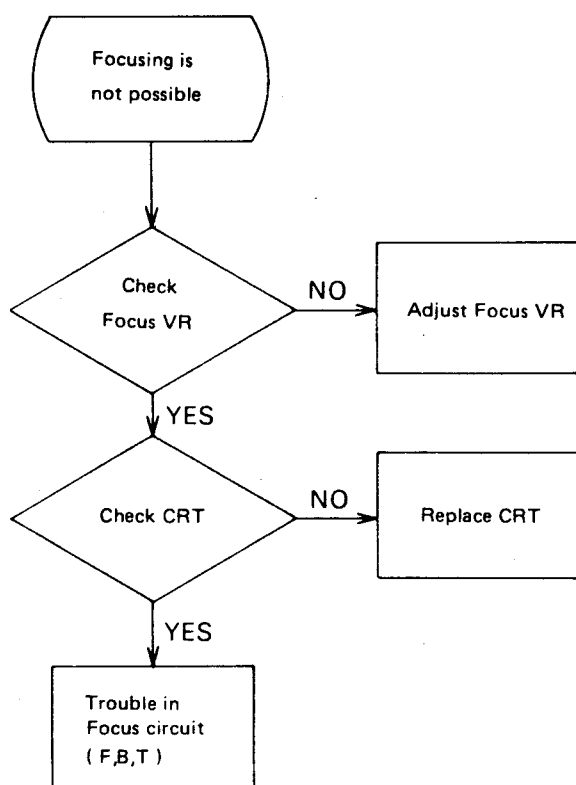 Focusing is
not possible
Check
Focus VR
NO
Adjust Focus VR
YES
Check CRT
NO
Replace CRT
YES
Trouble in
Focus circuit
( F,B,T )